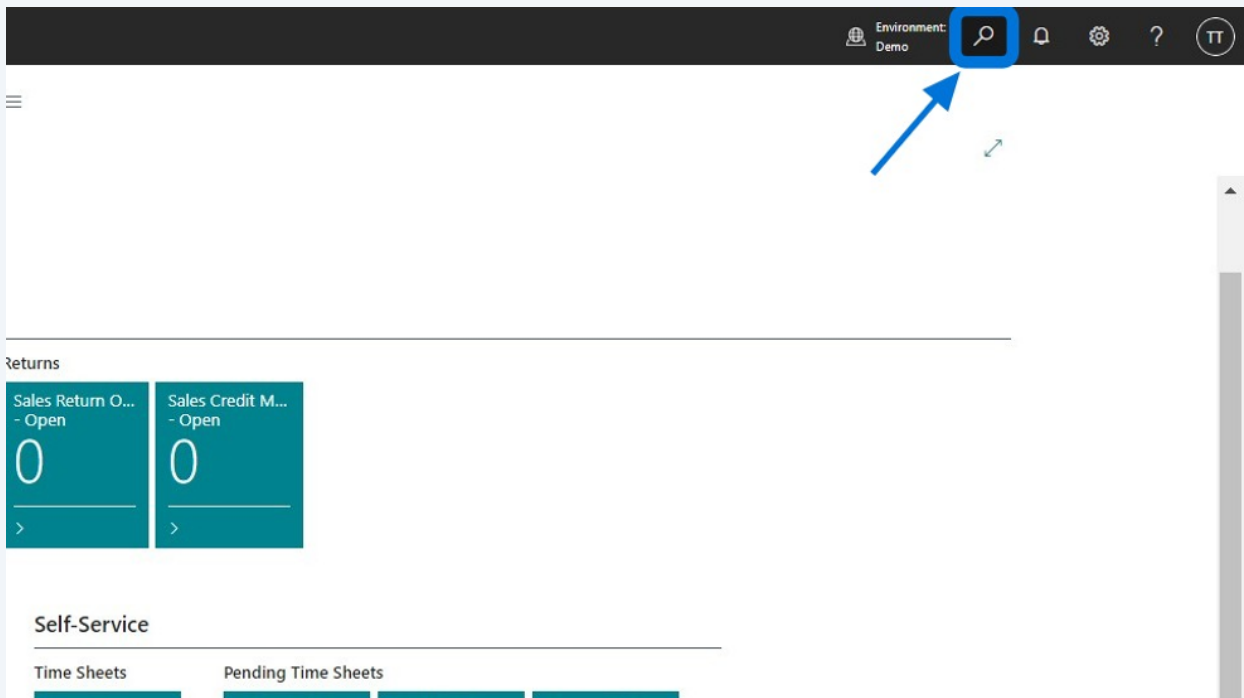 Environment:
Demo
?
TT
Returns
Sales Return O...
- Open
0
Sales Credit M...
- Open
0
Self-Service
Time Sheets
Pending Time Sheets